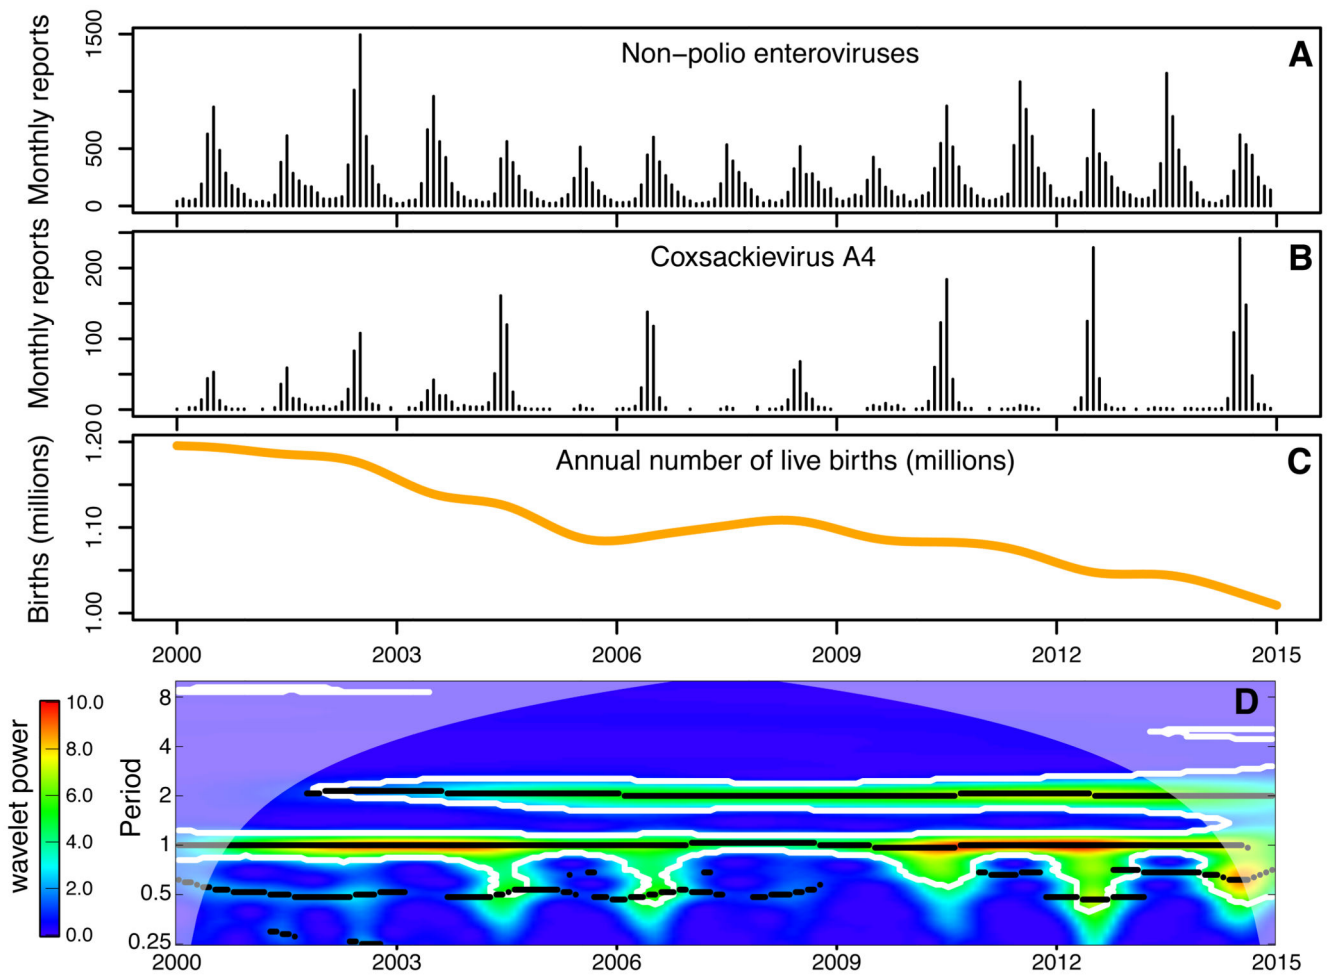 Non-polio enteroviruses
A
Monthly reports
1500
500
0
Coxsackievirus A4
B
Monthly reports
200
100
0
Annual number of live births (millions)
C
Births (millions)
1.20
1.10
1.00
2000 2003 2006 2009 2012 2015
D
wavelet power
10.0
8.0
6.0
4.0
2.0
0.0
Period
8
4
2
1
0.5
0.25
2000 2003 2006 2009 2012 2015